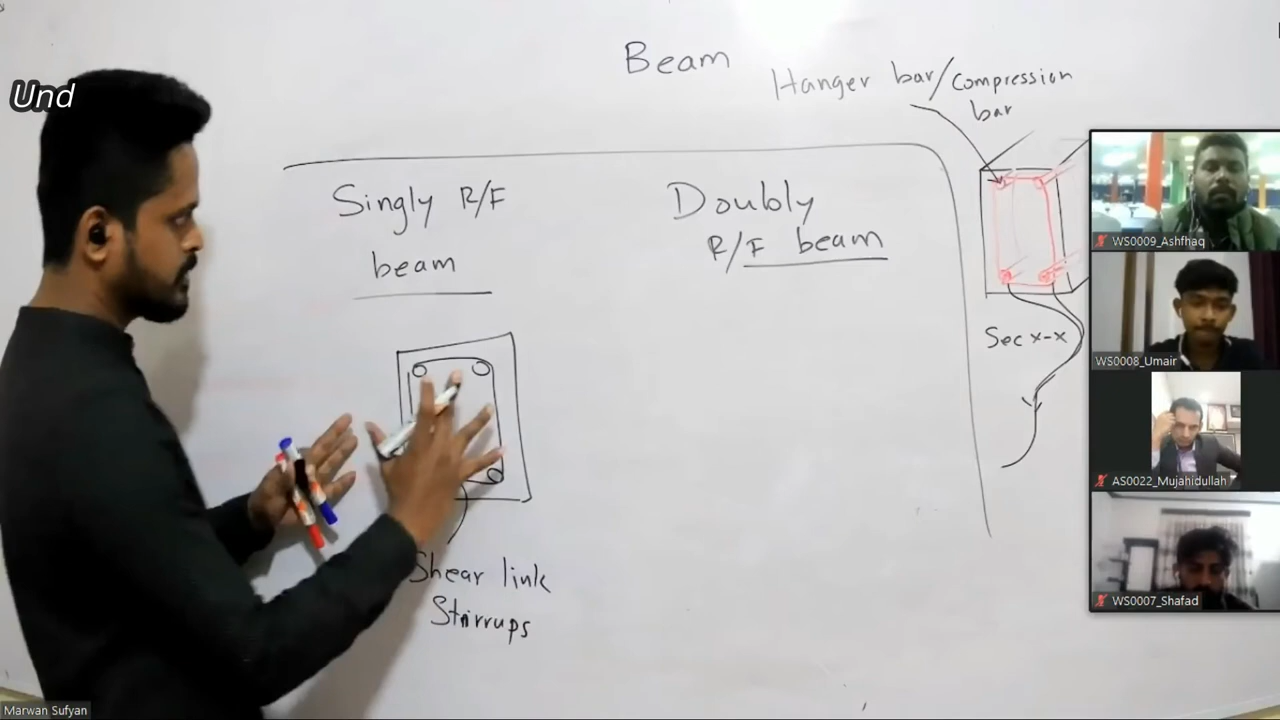 Und
Beam
Hanger bar/Compression
bar
Singly R/F
beam
Doubly
R/F beam
Sec x-x
Shear link
Stirrups
WS0009_Ashfhaq
WS0008_Umair
AS0022_Mujahidullah
WS0007_Shafad
Marwan Sufyan